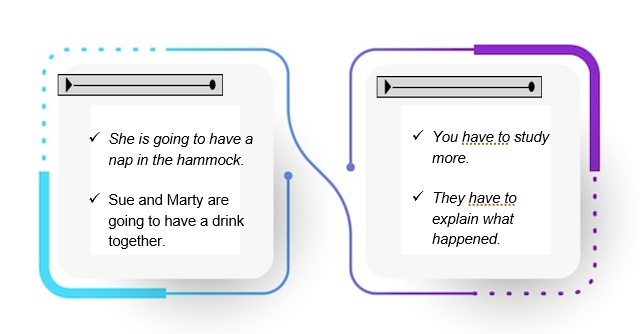 She is going to have a
nap in the hammock.
Sue and Marty are
going to have a drink
together.
You have to study
more.
They have to
explain what
happened.